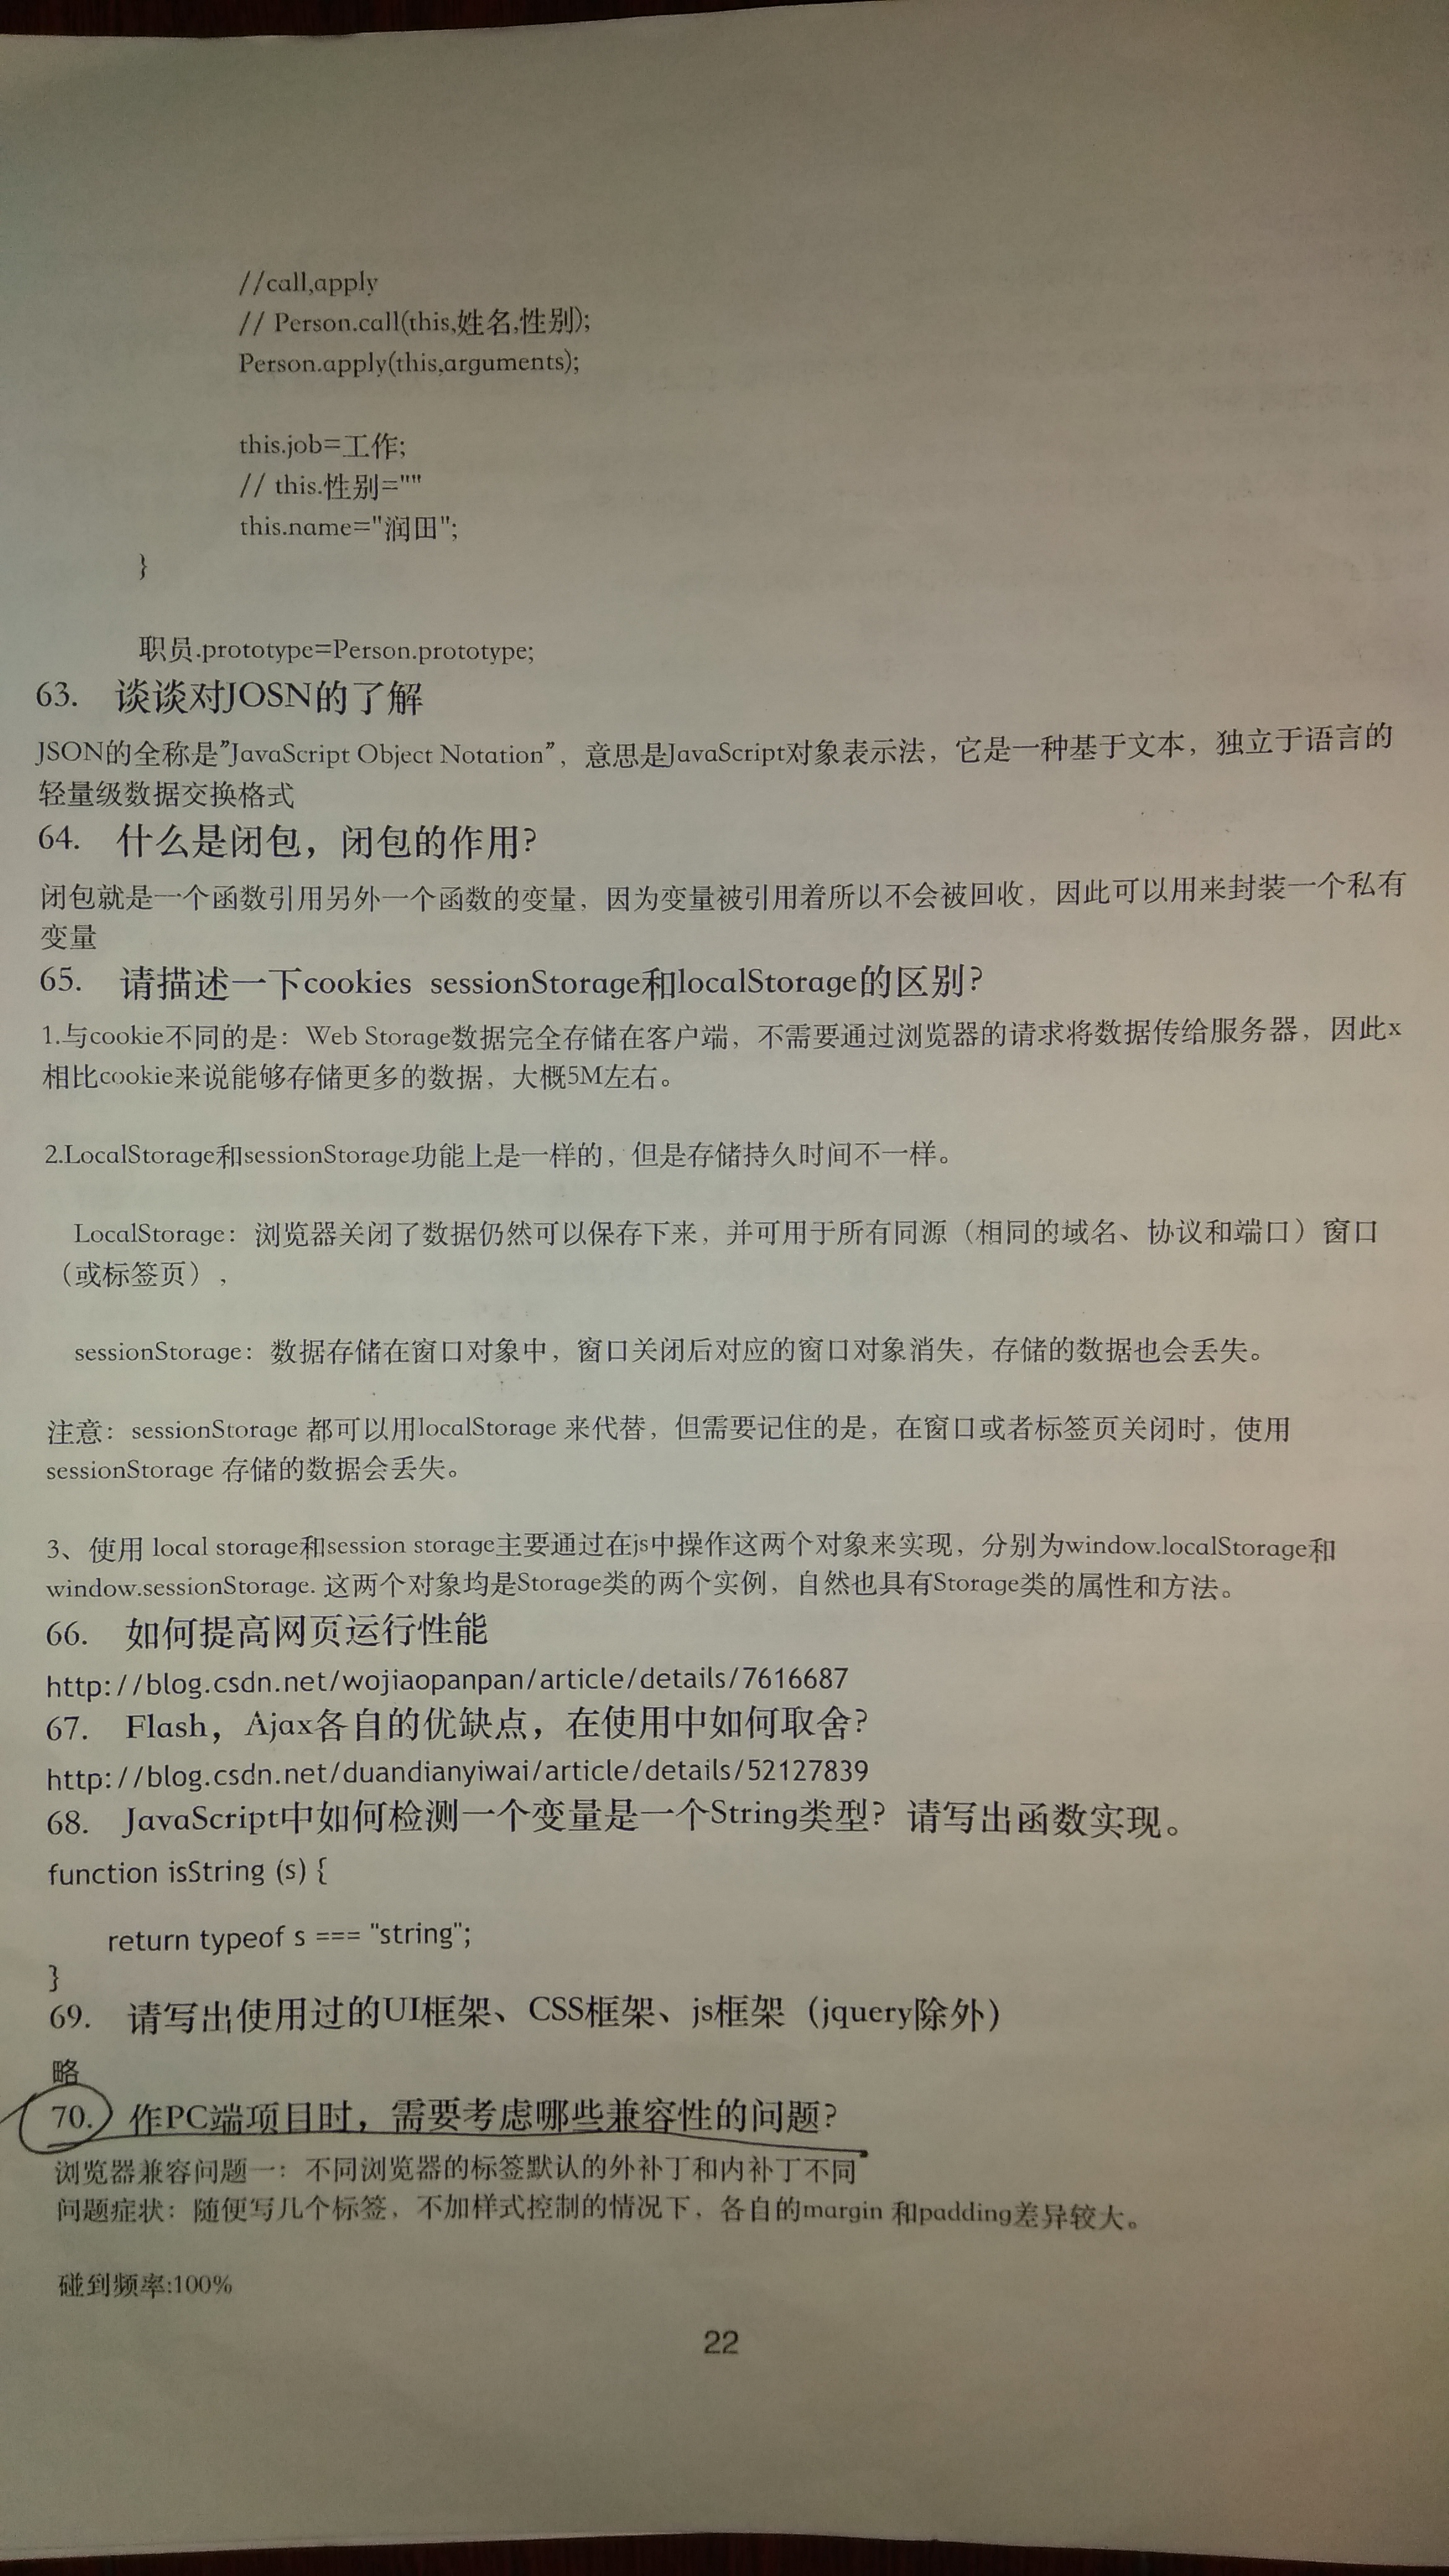 //call,apply
// Person.call(this,姓名,性别);
Person.apply(this,arguments);
this.job=工作;
// this.性别=""
this.name="润田";
}
职员.prototype=Person.prototype;
63. 谈谈对JOSN的了解
JSON的全称是”JavaScript Object Notation”，意思是JavaScript对象表示法，它是一种基于文本，独立于语言的
轻量级数据交换格式
64. 什么是闭包，闭包的作用?
闭包就是一个函数引用另外一个函数的变量，因为变量被引用着所以不会被回收，因此可以用来封装一个私有
变量
65. 请描述一下cookies sessionStorage和localStorage的区别?
1.与cookie不同的是：Web Storage数据完全存储在客户端，不需要通过浏览器的请求将数据传给服务器，因此x
相比cookie来说能够存储更多的数据，大概5M左右。
2.LocalStorage和sessionStorage功能上是一样的，但是存储持久时间不一样。
LocalStorage：浏览器关闭了数据仍然可以保存下来，并可用于所有同源（相同的域名、协议和端口）窗口
（或标签页），
sessionStorage：数据存储在窗口对象中，窗口关闭后对应的窗口对象消失，存储的数据也会丢失。
注意：sessionStorage 都可以用localStorage 来代替，但需要记住的是，在窗口或者标签页关闭时，使用
sessionStorage 存储的数据会丢失。
3、使用 local storage和session storage主要通过在js中操作这两个对象来实现，分别为window.localStorage和
window.sessionStorage. 这两个对象均是Storage类的两个实例，自然也具有Storage类的属性和方法。
66. 如何提高网页运行性能
http://blog.csdn.net/wojiaopanpan/article/details/7616687
67. Flash，Ajax各自的优缺点，在使用中如何取舍?
http://blog.csdn.net/duandianyiwai/article/details/52127839
68. JavaScript中如何检测一个变量是一个String类型? 请写出函数实现。
function isString (s) {
return typeof s === "string";
}
69. 请写出使用过的UI框架、CSS框架、js框架（jquery除外）
略
70. 作PC端项目时，需要考虑哪些兼容性的问题?
浏览器兼容问题一：不同浏览器的标签默认的外补丁和内补丁不同
问题症状：随便写几个标签，不加样式控制的情况下，各自的margin 和padding差异较大。
碰到频率:100%
22